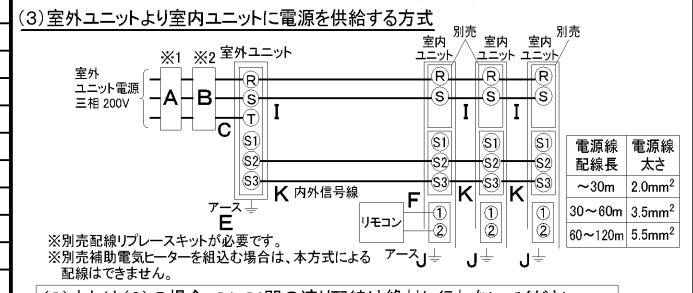 (3)室外ユニットより室内ユニットに電源を供給する方式
※1 ※2 室外ユニット
別売 別売
室内ユニット 室内ユニット 室内ユニット
室外
ユニット電源
三相 200V
A B C
R S T S1 S2 S3
I I I
R S S1 S2 S3 ① ②
R S S1 S2 S3 ① ②
R S S1 S2 S3 ① ②
K 内外信号線 F K K
アース
E
リモコン
アース J J J
電源線配線長 電源線太さ
~30m 2.0mm²
30~60m 3.5mm²
60~120m 5.5mm²
※別売配線リプレースキットが必要です。
※別売補助電気ヒーターを組込む場合は、本方式による
配線はできません。